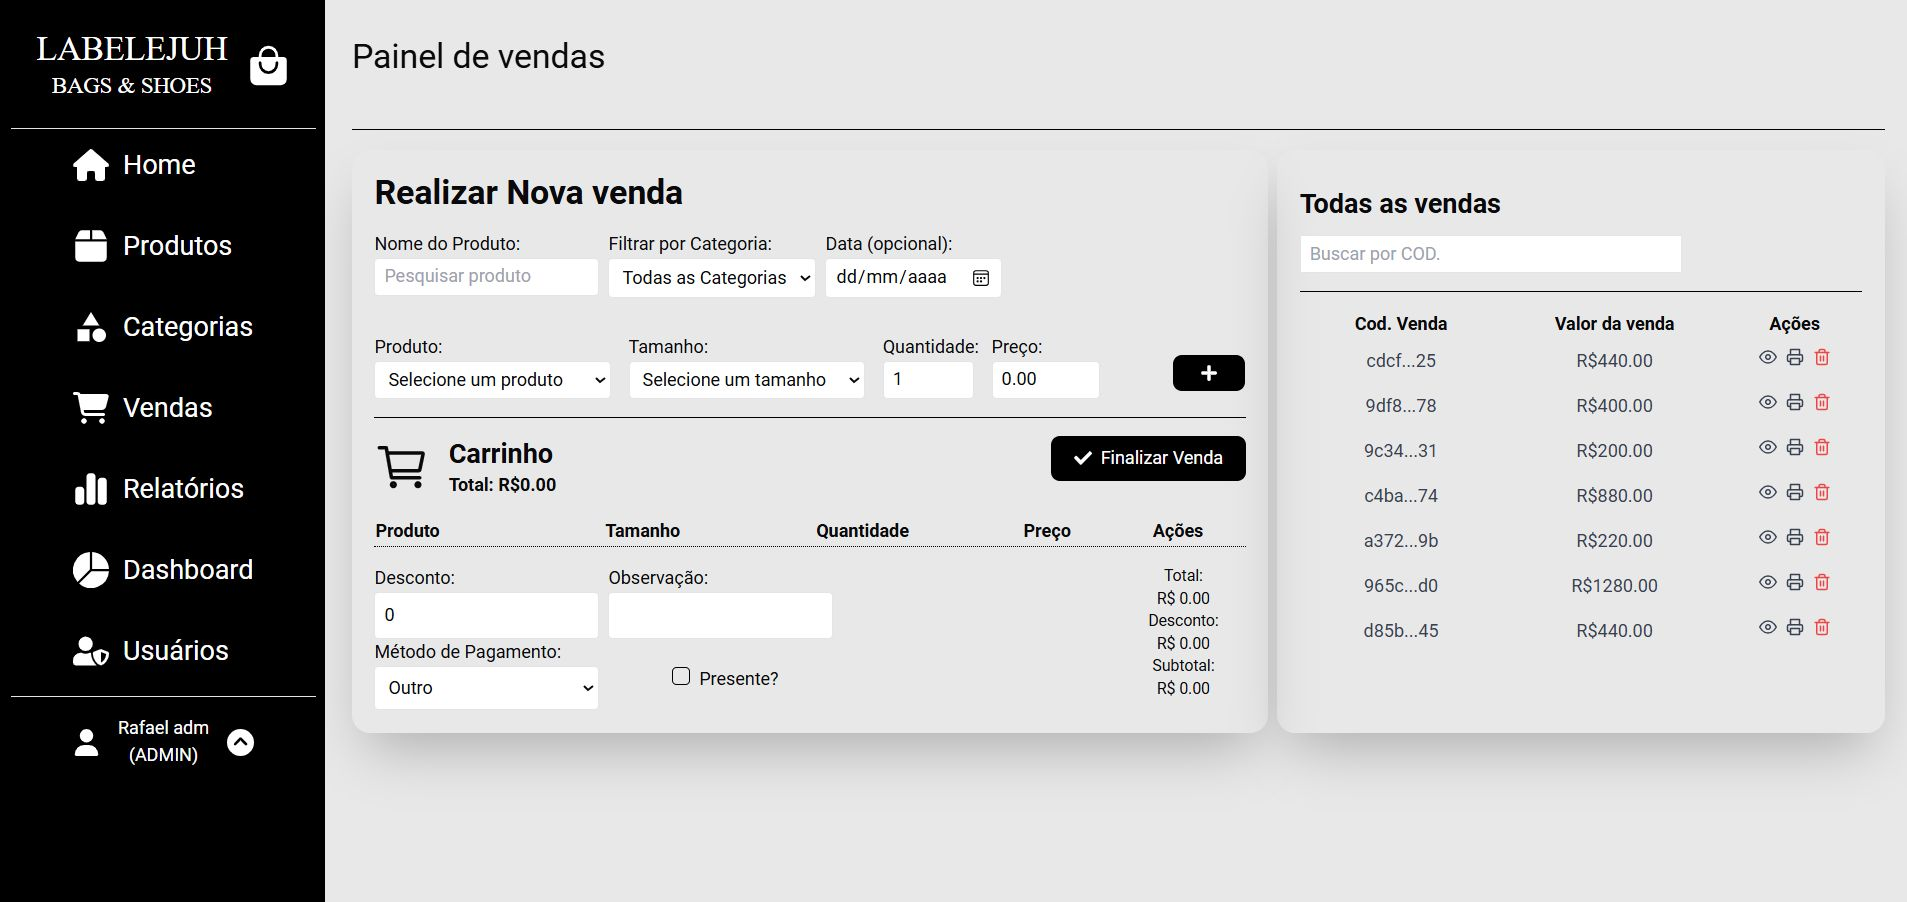 LABELEJUH
BAGS & SHOES
Home
Produtos
Categorias
Vendas
Relatórios
Dashboard
Usuários
Rafael adm
(ADMIN)
Painel de vendas
Realizar Nova venda
Nome do Produto: Filtrar por Categoria: Data (opcional):
Pesquisar produto Todas as Categorias dd/mm/aaaa
Produto: Tamanho: Quantidade: Preço:
Selecione um produto Selecione um tamanho 1 0.00 +
Carrinho
Total: R$0.00
Finalizar Venda
Produto Tamanho Quantidade Preço Ações
Desconto: Observação:
0
Método de Pagamento:
Outro
Presente?
Total:
R$ 0.00
Desconto:
R$ 0.00
Subtotal:
R$ 0.00
Todas as vendas
Buscar por COD.
Cod. Venda Valor da venda Ações
cdcf...25 R$440.00
9df8...78 R$400.00
9c34...31 R$200.00
c4ba...74 R$880.00
a372...9b R$220.00
965c...d0 R$1280.00
d85b...45 R$440.00